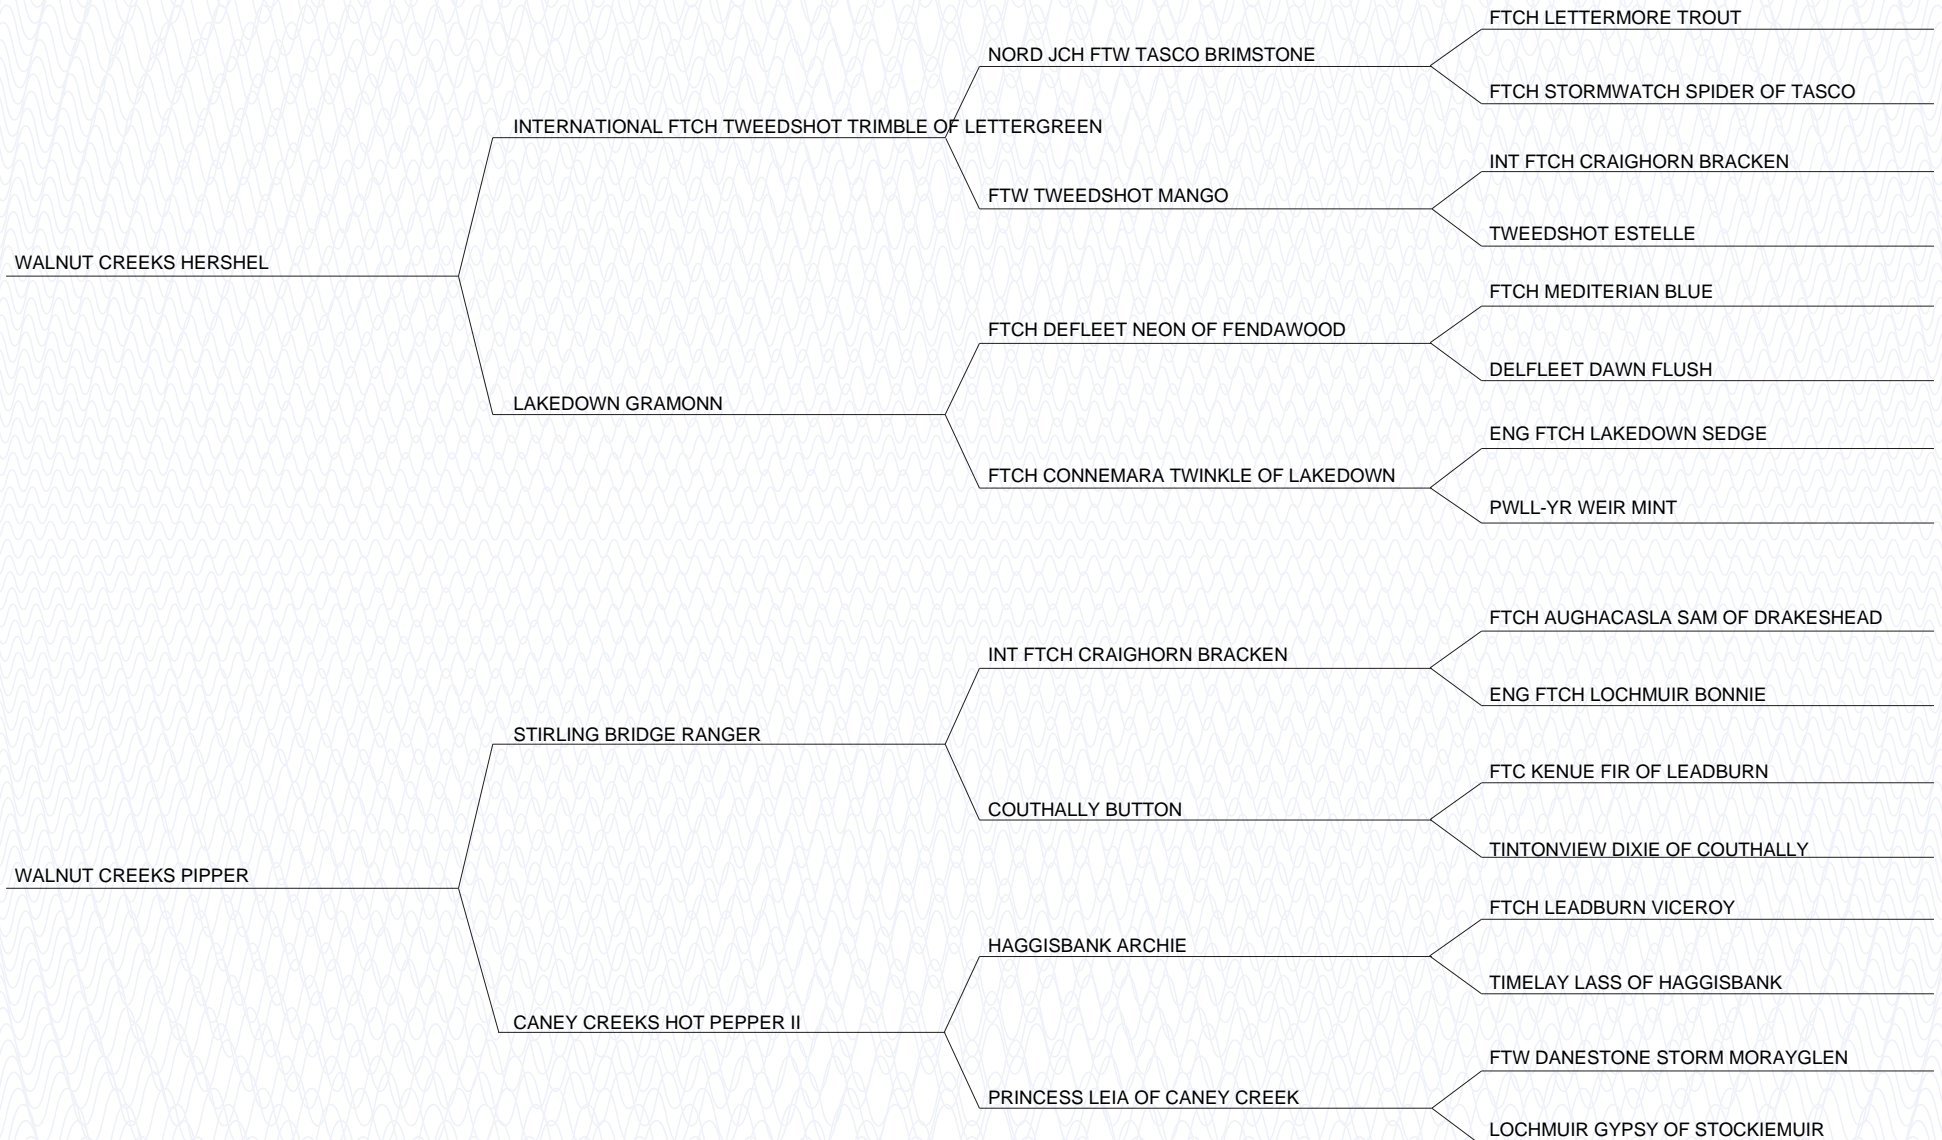 FTCH LETTERMORE TROUT
NORD JCH FTW TASCO BRIMSTONE
FTCH STORMWATCH SPIDER OF TASCO
INTERNATIONAL FTCH TWEEDSHOT TRIMBLE OF LETTERGREEN
INT FTCH CRAIGHORN BRACKEN
FTW TWEEDSHOT MANGO
TWEEDSHOT ESTELLE
WALNUT CREEKS HERSHEL
FTCH MEDITERIAN BLUE
FTCH DEFLEET NEON OF FENDAWOOD
DELFLEET DAWN FLUSH
LAKEDOWN GRAMONN
ENG FTCH LAKEDOWN SEDGE
FTCH CONNEMARA TWINKLE OF LAKEDOWN
PWLL-YR WEIR MINT
FTCH AUGHACASLA SAM OF DRAKESHEAD
INT FTCH CRAIGHORN BRACKEN
ENG FTCH LOCHMUIR BONNIE
STIRLING BRIDGE RANGER
FTC KENUE FIR OF LEADBURN
COUTHALLY BUTTON
TINTONVIEW DIXIE OF COUTHALLY
WALNUT CREEKS PIPPER
FTCH LEADBURN VICEROY
HAGGISBANK ARCHIE
TIMELAY LASS OF HAGGISBANK
CANEY CREEKS HOT PEPPER II
FTW DANESTONE STORM MORAYGLEN
PRINCESS LEIA OF CANEY CREEK
LOCHMUIR GYPSY OF STOCKIEMUIR